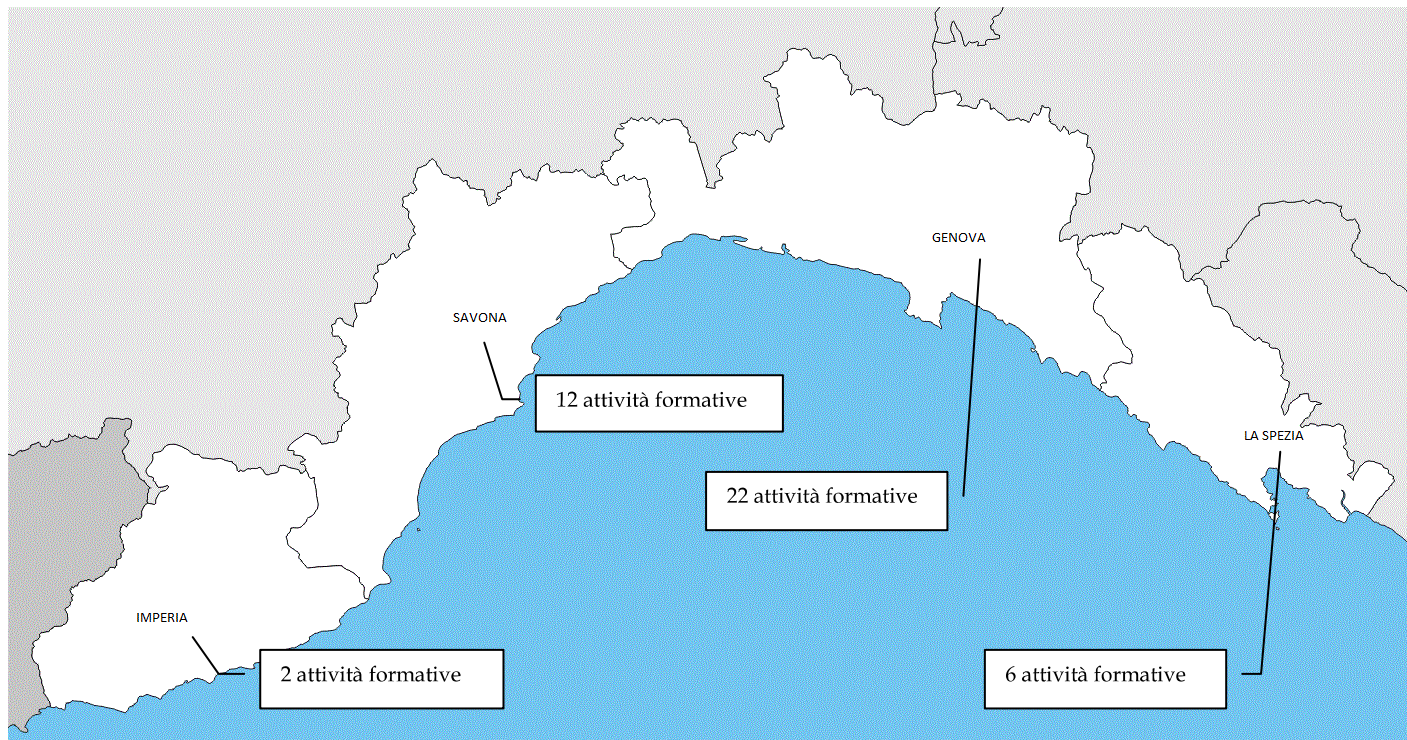 GENOVA
SAVONA
12 attività formative
LA SPEZIA
22 attività formative
IMPERIA
2 attività formative
6 attività formative